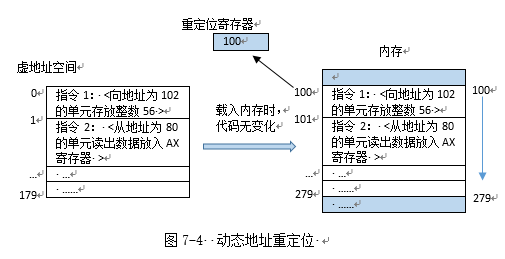 重定位寄存器
100
虚地址空间
内存
0
指令 1：<向地址为 102
的单元存放整数 56 >
1
指令 2： <从地址为 80
的单元读出数据放入 AX
寄存器 >
...
...
179
......
载入内存时，
代码无变化
100
指令 1：<向地址为 102
的单元存放整数 56 >
101
指令 2： <从地址为 80
的单元读出数据放入 AX
寄存器 >
...
...
......
279
......
100
279
图 7-4 动态地址重定位